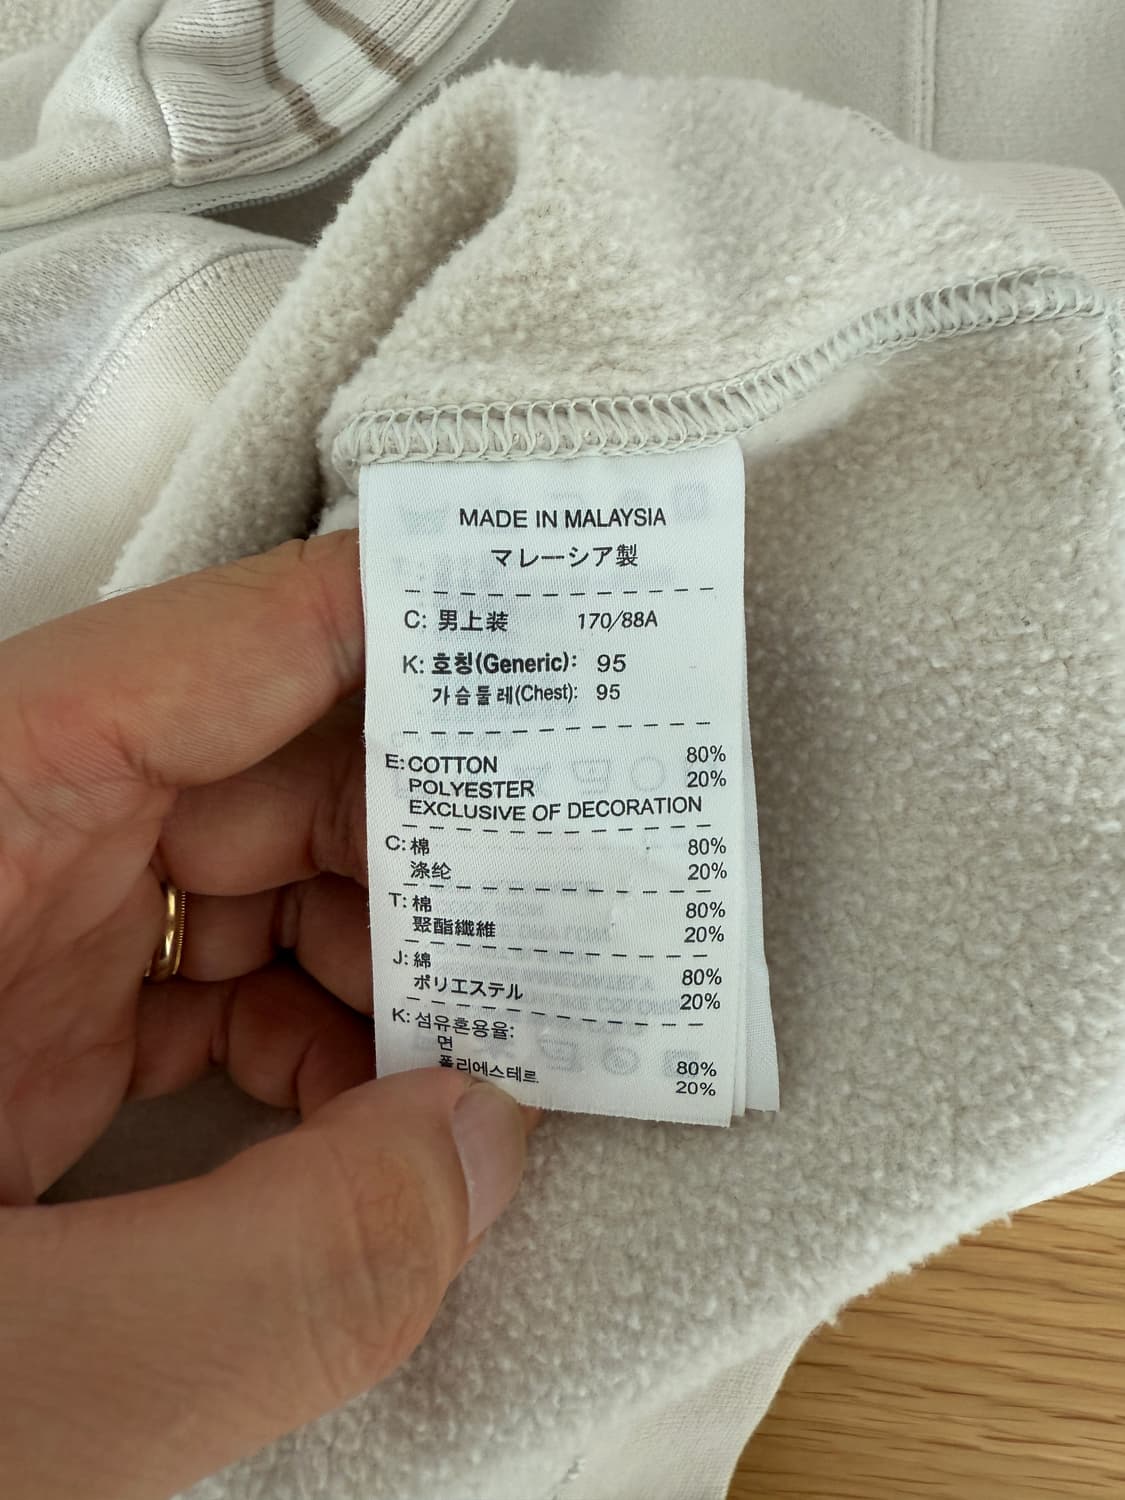 MADE IN MALAYSIA
マレーシア製
C: 男上装 170/88A
K: 호칭(Generic): 95
가슴둘레(Chest): 95
E: COTTON 80%
POLYESTER 20%
EXCLUSIVE OF DECORATION
C: 棉 80%
涤纶 20%
T: 棉 80%
聚酯纖維 20%
J: 綿 80%
ポリエステル 20%
K: 섬유혼용율:
면 80%
폴리에스테르 20%